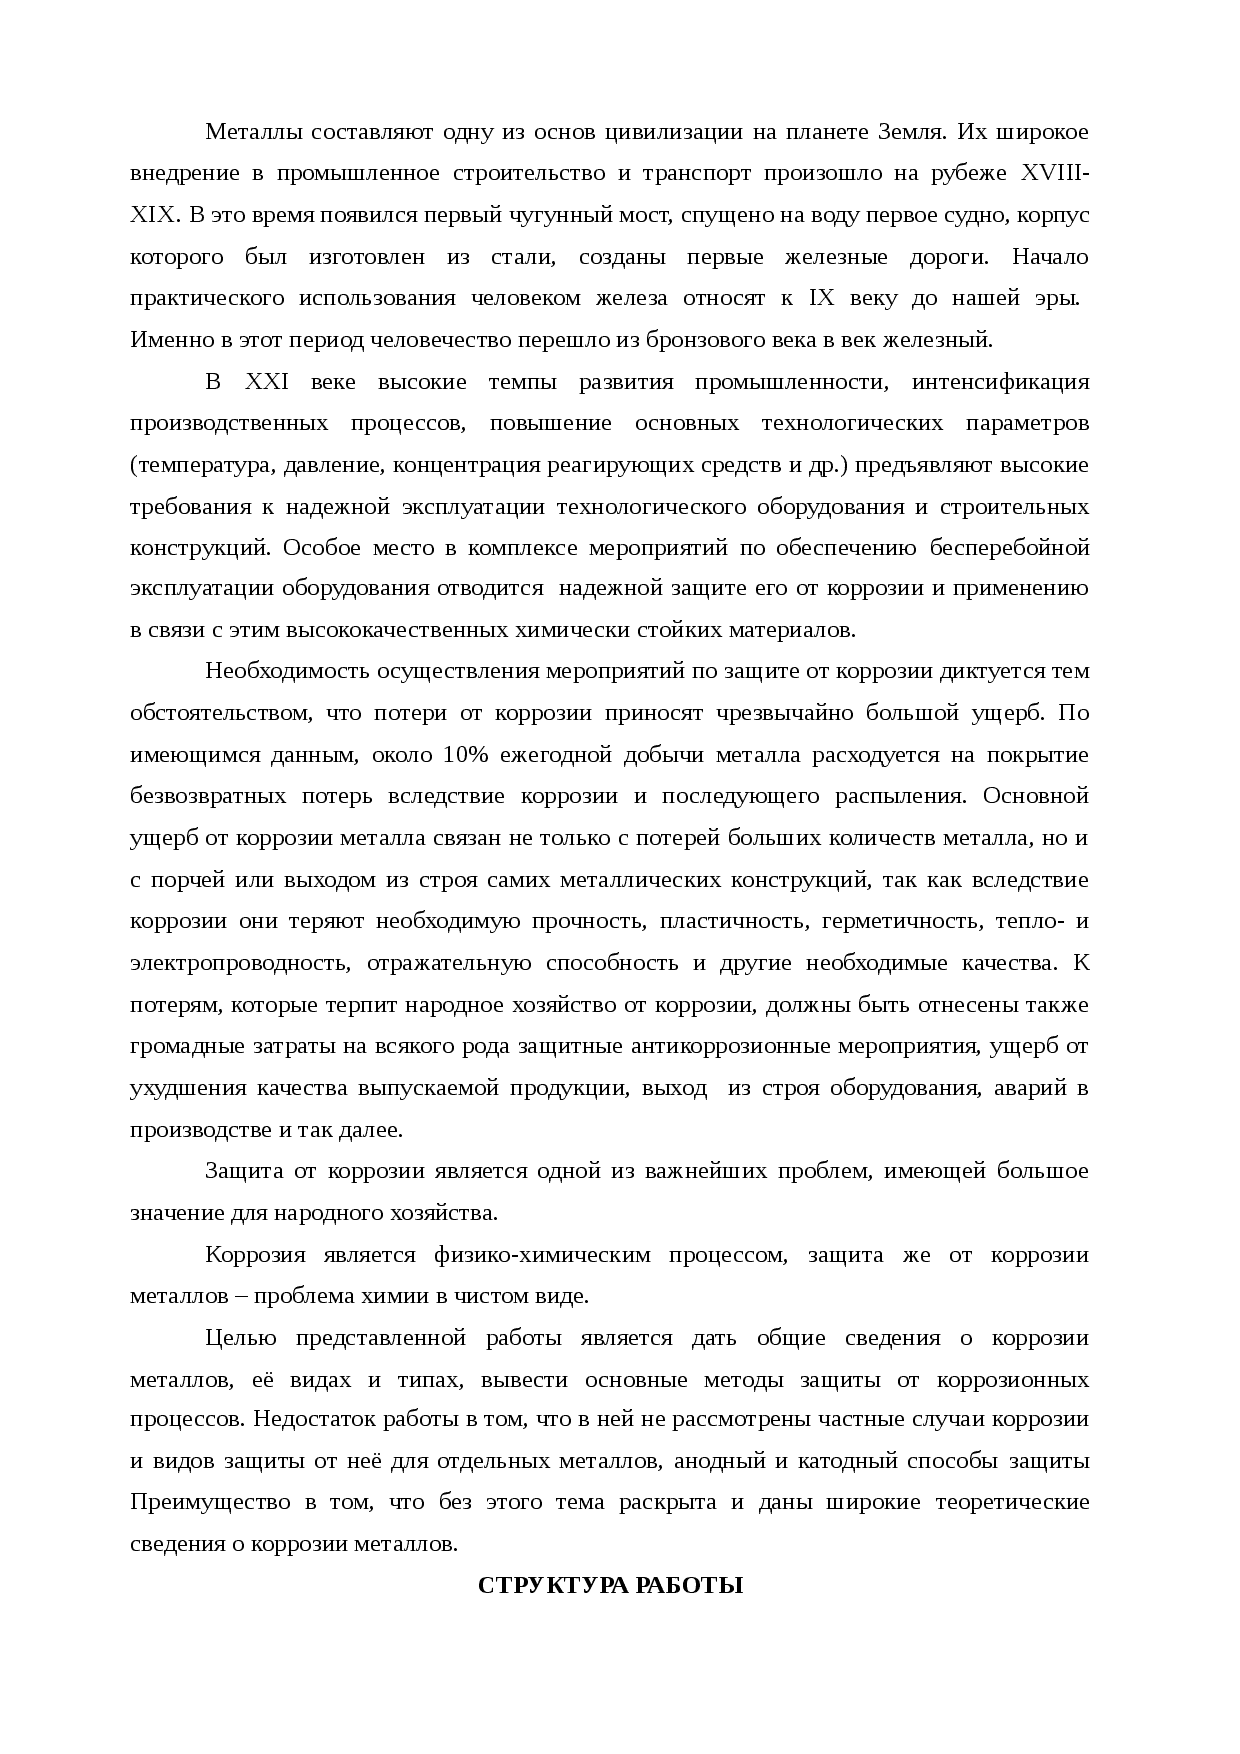 Металлы составляют одну из основ цивилизации на планете Земля. Их широкое
внедрение в промышленное строительство и транспорт произошло на рубеже XVIII-
XIX. В это время появился первый чугунный мост, спущено на воду первое судно, корпус
которого был изготовлен из стали, созданы первые железные дороги. Начало
практического использования человеком железа относят к IX веку до нашей эры.
Именно в этот период человечество перешло из бронзового века в век железный.
В XXI веке высокие темпы развития промышленности, интенсификация
производственных процессов, повышение основных технологических параметров
(температура, давление, концентрация реагирующих средств и др.) предъявляют высокие
требования к надежной эксплуатации технологического оборудования и строительных
конструкций. Особое место в комплексе мероприятий по обеспечению бесперебойной
эксплуатации оборудования отводится  надежной защите его от коррозии и применению
в связи с этим высококачественных химически стойких материалов.
Необходимость осуществления мероприятий по защите от коррозии диктуется тем
обстоятельством, что потери от коррозии приносят чрезвычайно большой ущерб. По
имеющимся данным, около 10% ежегодной добычи металла расходуется на покрытие
безвозвратных потерь вследствие коррозии и последующего распыления. Основной
ущерб от коррозии металла связан не только с потерей больших количеств металла, но и
с порчей или выходом из строя самих металлических конструкций, так как вследствие
коррозии они теряют необходимую прочность, пластичность, герметичность, тепло- и
электропроводность, отражательную способность и другие необходимые качества. К
потерям, которые терпит народное хозяйство от коррозии, должны быть отнесены также
громадные затраты на всякого рода защитные антикоррозионные мероприятия, ущерб от
ухудшения качества выпускаемой продукции, выход  из строя оборудования, аварий в
производстве и так далее.
Защита от коррозии является одной из важнейших проблем, имеющей большое
значение для народного хозяйства.
Коррозия является физико-химическим процессом, защита же от коррозии
металлов – проблема химии в чистом виде.
Целью представленной работы является дать общие сведения о коррозии
металлов, её видах и типах, вывести основные методы защиты от коррозионных
процессов. Недостаток работы в том, что в ней не рассмотрены частные случаи коррозии
и видов защиты от неё для отдельных металлов, анодный и катодный способы защиты
Преимущество в том, что без этого тема раскрыта и даны широкие теоретические
сведения о коррозии металлов.
СТРУКТУРА РАБОТЫ